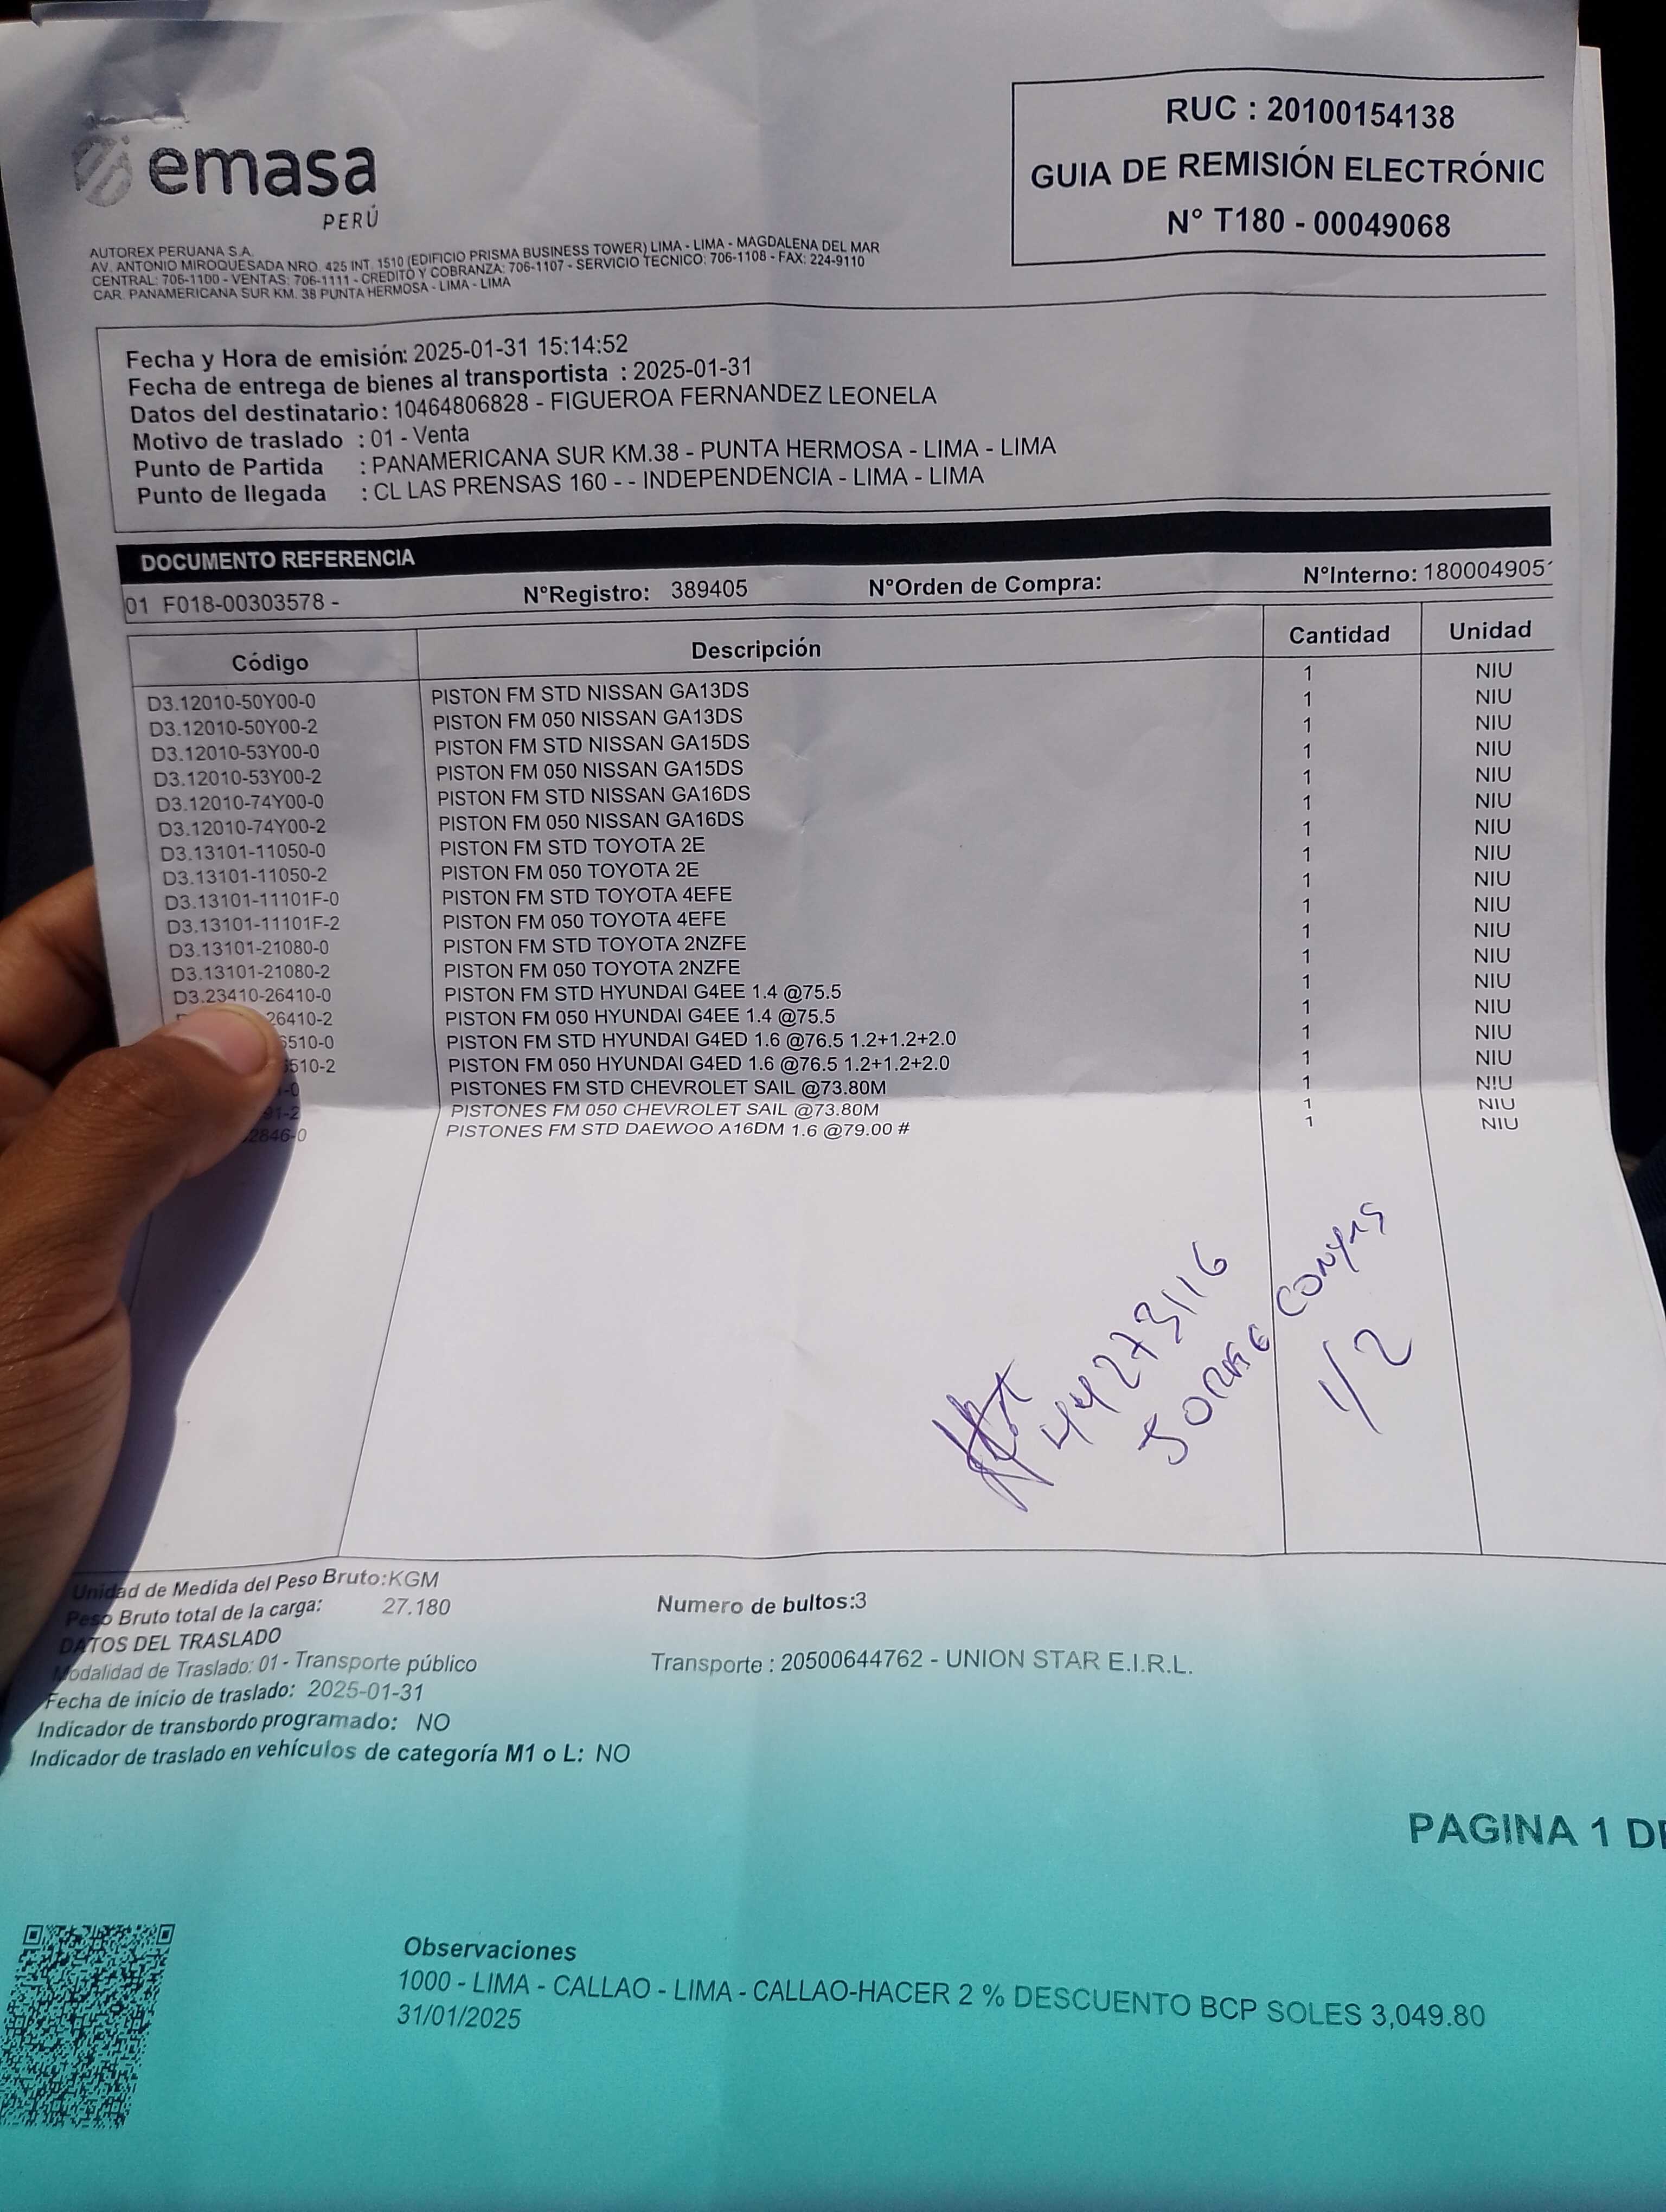 emasa
PERÚ
RUC : 20100154138
GUIA DE REMISIÓN ELECTRÓNIC
N° T180 - 00049068
AUTOREX PERUANA S.A.
AV. ANTONIO MIROQUESADA NRO. 425 INT. 1510 (EDIFICIO PRISMA BUSINESS TOWER) LIMA - LIMA - MAGDALENA DEL MAR
CENTRAL: 706-1100 - VENTAS: 706-1111 - CREDITO Y COBRANZA: 706-1107 - SERVICIO TECNICO: 706-1108 - FAX: 224-9110
CAR. PANAMERICANA SUR KM. 38 PUNTA HERMOSA - LIMA - LIMA
Fecha y Hora de emisión: 2025-01-31 15:14:52
Fecha de entrega de bienes al transportista : 2025-01-31
Datos del destinatario: 10464806828 - FIGUEROA FERNANDEZ LEONELA
Motivo de traslado : 01 - Venta
Punto de Partida : PANAMERICANA SUR KM.38 - PUNTA HERMOSA - LIMA - LIMA
Punto de llegada : CL LAS PRENSAS 160 - - INDEPENDENCIA - LIMA - LIMA
DOCUMENTO REFERENCIA
01 F018-00303578 - N°Registro: 389405 N°Orden de Compra: N°Interno: 180004905
Código Descripción Cantidad Unidad
D3.12010-50Y00-0 PISTON FM STD NISSAN GA13DS 1 NIU
D3.12010-50Y00-2 PISTON FM 050 NISSAN GA13DS 1 NIU
D3.12010-53Y00-0 PISTON FM STD NISSAN GA15DS 1 NIU
D3.12010-53Y00-2 PISTON FM 050 NISSAN GA15DS 1 NIU
D3.12010-74Y00-0 PISTON FM STD NISSAN GA16DS 1 NIU
D3.12010-74Y00-2 PISTON FM 050 NISSAN GA16DS 1 NIU
D3.13101-11050-0 PISTON FM STD TOYOTA 2E 1 NIU
D3.13101-11050-2 PISTON FM 050 TOYOTA 2E 1 NIU
D3.13101-11101F-0 PISTON FM STD TOYOTA 4EFE 1 NIU
D3.13101-11101F-2 PISTON FM 050 TOYOTA 4EFE 1 NIU
D3.13101-21080-0 PISTON FM STD TOYOTA 2NZFE 1 NIU
D3.13101-21080-2 PISTON FM 050 TOYOTA 2NZFE 1 NIU
D3.23410-26410-0 PISTON FM STD HYUNDAI G4EE 1.4 @75.5 1 NIU
26410-2 PISTON FM 050 HYUNDAI G4EE 1.4 @75.5 1 NIU
510-0 PISTON FM STD HYUNDAI G4ED 1.6 @76.5 1.2+1.2+2.0 1 NIU
510-2 PISTON FM 050 HYUNDAI G4ED 1.6 @76.5 1.2+1.2+2.0 1 NIU
-0 PISTONES FM STD CHEVROLET SAIL @73.80M 1 NIU
91-2 PISTONES FM 050 CHEVROLET SAIL @73.80M 1 NIU
2846-0 PISTONES FM STD DAEWOO A16DM 1.6 @79.00 # 1 NIU
44273116
JORGE
1/2
Unidad de Medida del Peso Bruto:KGM
Peso Bruto total de la carga: 27.180 Numero de bultos:3
DATOS DEL TRASLADO
Modalidad de Traslado: 01 - Transporte público Transporte : 20500644762 - UNION STAR E.I.R.L.
Fecha de inicio de traslado: 2025-01-31
Indicador de transbordo programado: NO
Indicador de traslado en vehículos de categoría M1 o L: NO
PAGINA 1 DE
Observaciones
1000 - LIMA - CALLAO - LIMA - CALLAO-HACER 2 % DESCUENTO BCP SOLES 3,049.80
31/01/2025